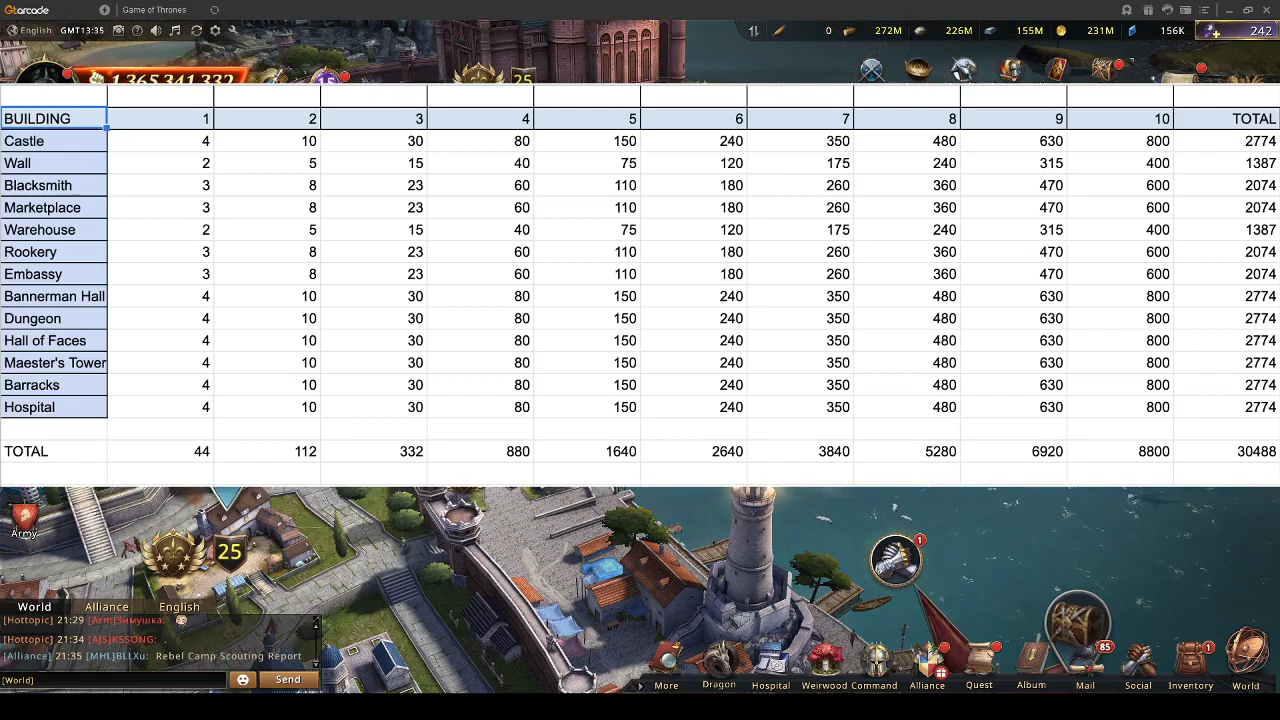 Gtarcade Game of Thrones
English GMT13:35 0 272M 226M 155M 231M 156K 242
1,365,341,332 15 25
BUILDING 1 2 3 4 5 6 7 8 9 10 TOTAL
Castle 4 10 30 80 150 240 350 480 630 800 2774
Wall 2 5 15 40 75 120 175 240 315 400 1387
Blacksmith 3 8 23 60 110 180 260 360 470 600 2074
Marketplace 3 8 23 60 110 180 260 360 470 600 2074
Warehouse 2 5 15 40 75 120 175 240 315 400 1387
Rookery 3 8 23 60 110 180 260 360 470 600 2074
Embassy 3 8 23 60 110 180 260 360 470 600 2074
Bannerman Hall 4 10 30 80 150 240 350 480 630 800 2774
Dungeon 4 10 30 80 150 240 350 480 630 800 2774
Hall of Faces 4 10 30 80 150 240 350 480 630 800 2774
Maester's Tower 4 10 30 80 150 240 350 480 630 800 2774
Barracks 4 10 30 80 150 240 350 480 630 800 2774
Hospital 4 10 30 80 150 240 350 480 630 800 2774
TOTAL 44 112 332 880 1640 2640 3840 5280 6920 8800 30488
Army
25
1
World Alliance English
[Hottopic] 21:29 [Arm]Зимушка:
[Hottopic] 21:34 [AJS]KSSONG: .
[Alliance] 21:35 [MHL]BLLXu: Rebel Camp Scouting Report
85 1
[World] Send
More Dragon Hospital Weirwood Command Alliance Quest Album Mail Social Inventory World